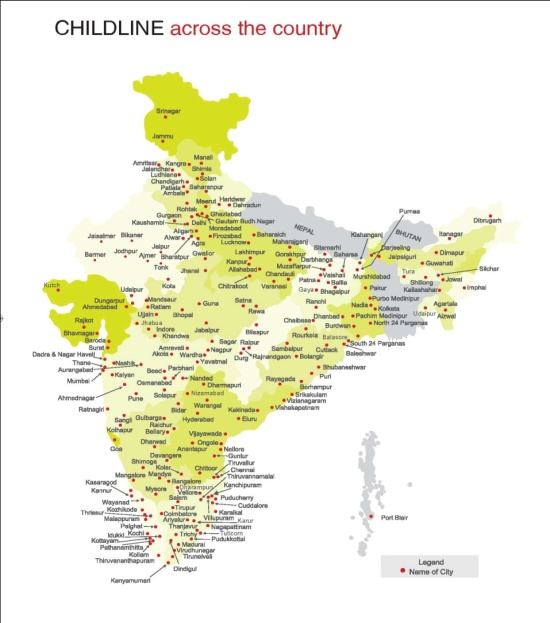 CHILDLINE across the country
Srinagar
Jammu
Manali
Amritsar
Kangra
Jalandhar
Shimla
Ludhiana
Solan
Chandigarh
Patiala
Saharanpur
Ambala
Meerut
Haridwar
Dehradun
Rohtak
Purnea
Gurgaon
Ghaziabad
Dibrugarh
Kaushambi
Delhi
Gautam Budh Nagar
NEPAL
BHUTAN
Moradabad
Aligarh
Firozabad
Baharaich
Kishanganj
Itanagar
Jaisalmer
Bikaner
Alwar
Agra
Lucknow
Maharajganj
Jaipur
Bharatpur
Gwalior
Lakhimpur
Gorakhpur
Sitamarhi
Darjeeling
Dimapur
Barmer
Jodhpur
Ajmer
Kanpur
Darbhanga
Saharsa
Jalpaiguri
Tonk
Jhansi
Allahabad
Muzaffarpur
Guwahati
Chandauli
Vaishali
Murshidabad
Tura
Silchar
Kota
Varanasi
Patna
Ballia
Shillong
Jowai
Kutch
Chitrakoot
Gaya
Bhagalpur
Pakur
Kailashahar
Imphal
Udaipur
Dungerpur
Mandsaur
Guna
Satna
Ranchi
Purbo Medinipur
Ahmedabad
Ratlam
Rewa
Nadia
Kolkata
Agartala
Ujjain
Bhopal
Dhanbad
Pachim Medinipur
Udaipur
Aizwal
Rajkot
Jhabua
Chaibasa
North 24 Parganas
Bhavnagar
Indore
Jabalpur
Bilaspur
Burdwan
Baroda
Khandwa
Rourkela
Balasore
Surat
Amravati
Sagar
Raipur
Sambalpur
South 24 Parganas
Dadra & Nagar Haveli
Akola
Wardha
Nagpur
Cuttack
Baleshwar
Thane
Nashik
Yavatmal
Durg
Rajnandgaon
Bolangir
Aurangabad
Parbhani
Bhubaneshwar
Mumbai
Kalyan
Beed
Nanded
Puri
Osmanabad
Dharmapuri
Rayagada
Ahmednagar
Nizamabad
Berhampur
Pune
Solapur
Srikakulam
Ratnagiri
Bidar
Warangal
Vizianagaram
Kakinada
Vishakapatnam
Sangli
Gulbarga
Hyderabad
Eluru
Kolhapur
Raichur
Bellary
Vijayawada
Goa
Dharwad
Ongole
Anantapur
Nellore
Davangere
Guntur
Shimoga
Tiruvallur
Kolar
Chittoor
Chennai
Mangalore
Mandya
Tiruvannamalai
Kasaragod
Bangalore
Kanchipuram
Mysore
Dharampuri
Kannur
Vellore
Puducherry
Salem
Wayanad
Cuddalore
Kozhikode
Tirupur
Karaikal
Thrissur
Coimbatore
Villupuram
Port Blair
Malappuram
Ariyalur
Karur
Palghat
Thanjavur
Nagapattinam
Idukki
Kochi
Trichy
Tuticorin
Kottayam
Pudukkottai
Pathanamthitta
Madurai
Virudhunagar
Kollam
Tirunelveli
Thiruvananthapuram
Dindigul
Kanyamumari
Legend
Name of City